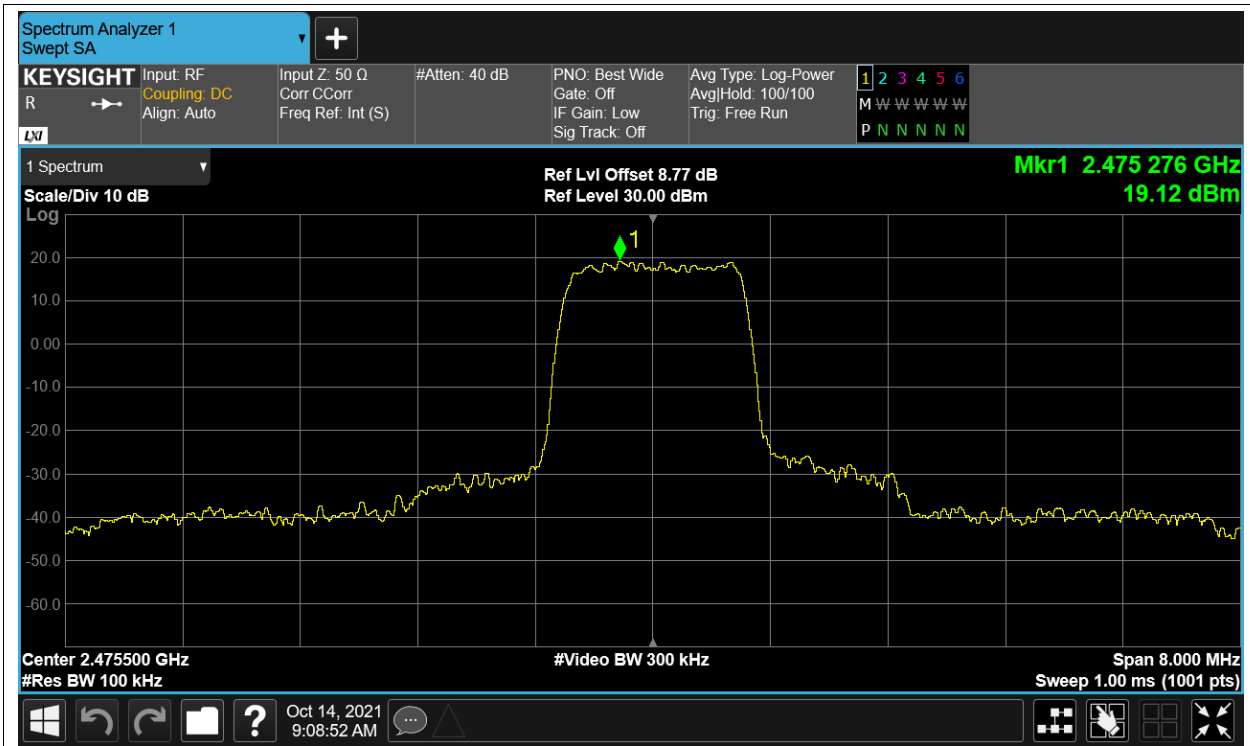 Spectrum Analyzer 1
Swept SA
KEYSIGHT
R
LXI
Input: RF
Coupling: DC
Align: Auto
Input Z: 50 Ω
Corr CCorr
Freq Ref: Int (S)
#Atten: 40 dB
PNO: Best Wide
Gate: Off
IF Gain: Low
Sig Track: Off
Avg Type: Log-Power
Avg|Hold: 100/100
Trig: Free Run
1 2 3 4 5 6
M W W W W W
P N N N N N
1 Spectrum
Scale/Div 10 dB
Log
Ref Lvl Offset 8.77 dB
Ref Level 30.00 dBm
Mkr1 2.475 276 GHz
19.12 dBm
1
20.0
10.0
0.00
-10.0
-20.0
-30.0
-40.0
-50.0
-60.0
Center 2.475500 GHz
#Res BW 100 kHz
#Video BW 300 kHz
Span 8.000 MHz
Sweep 1.00 ms (1001 pts)
?
Oct 14, 2021
9:08:52 AM